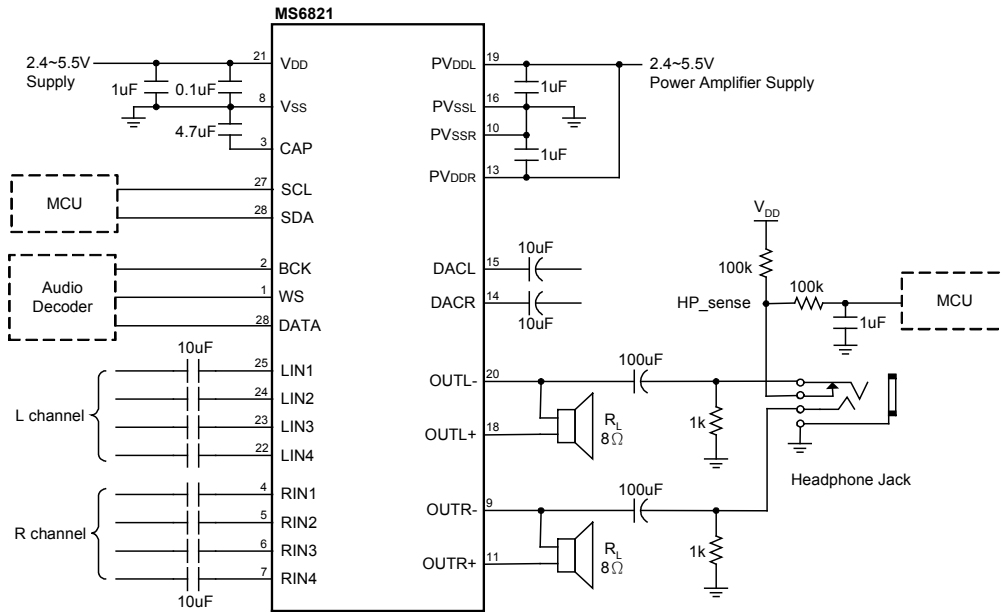 MS6821
2.4~5.5V
Supply
1uF
0.1uF
4.7uF
21
VDD
8
VSS
3
CAP
MCU
27
SCL
28
SDA
Audio
Decoder
2
BCK
1
WS
28
DATA
10uF
L channel
25
LIN1
24
LIN2
23
LIN3
22
LIN4
R channel
4
RIN1
5
RIN2
6
RIN3
7
RIN4
10uF
PVDDL
19
2.4~5.5V
Power Amplifier Supply
1uF
PVSSL
16
PVSSR
10
1uF
PVDDR
13
DACL
15
10uF
DACR
14
10uF
VDD
100k
HP_sense
100k
1uF
MCU
OUTL-
20
100uF
OUTL+
18
RL
8Ω
1k
Headphone Jack
OUTR-
9
100uF
OUTR+
11
RL
8Ω
1k